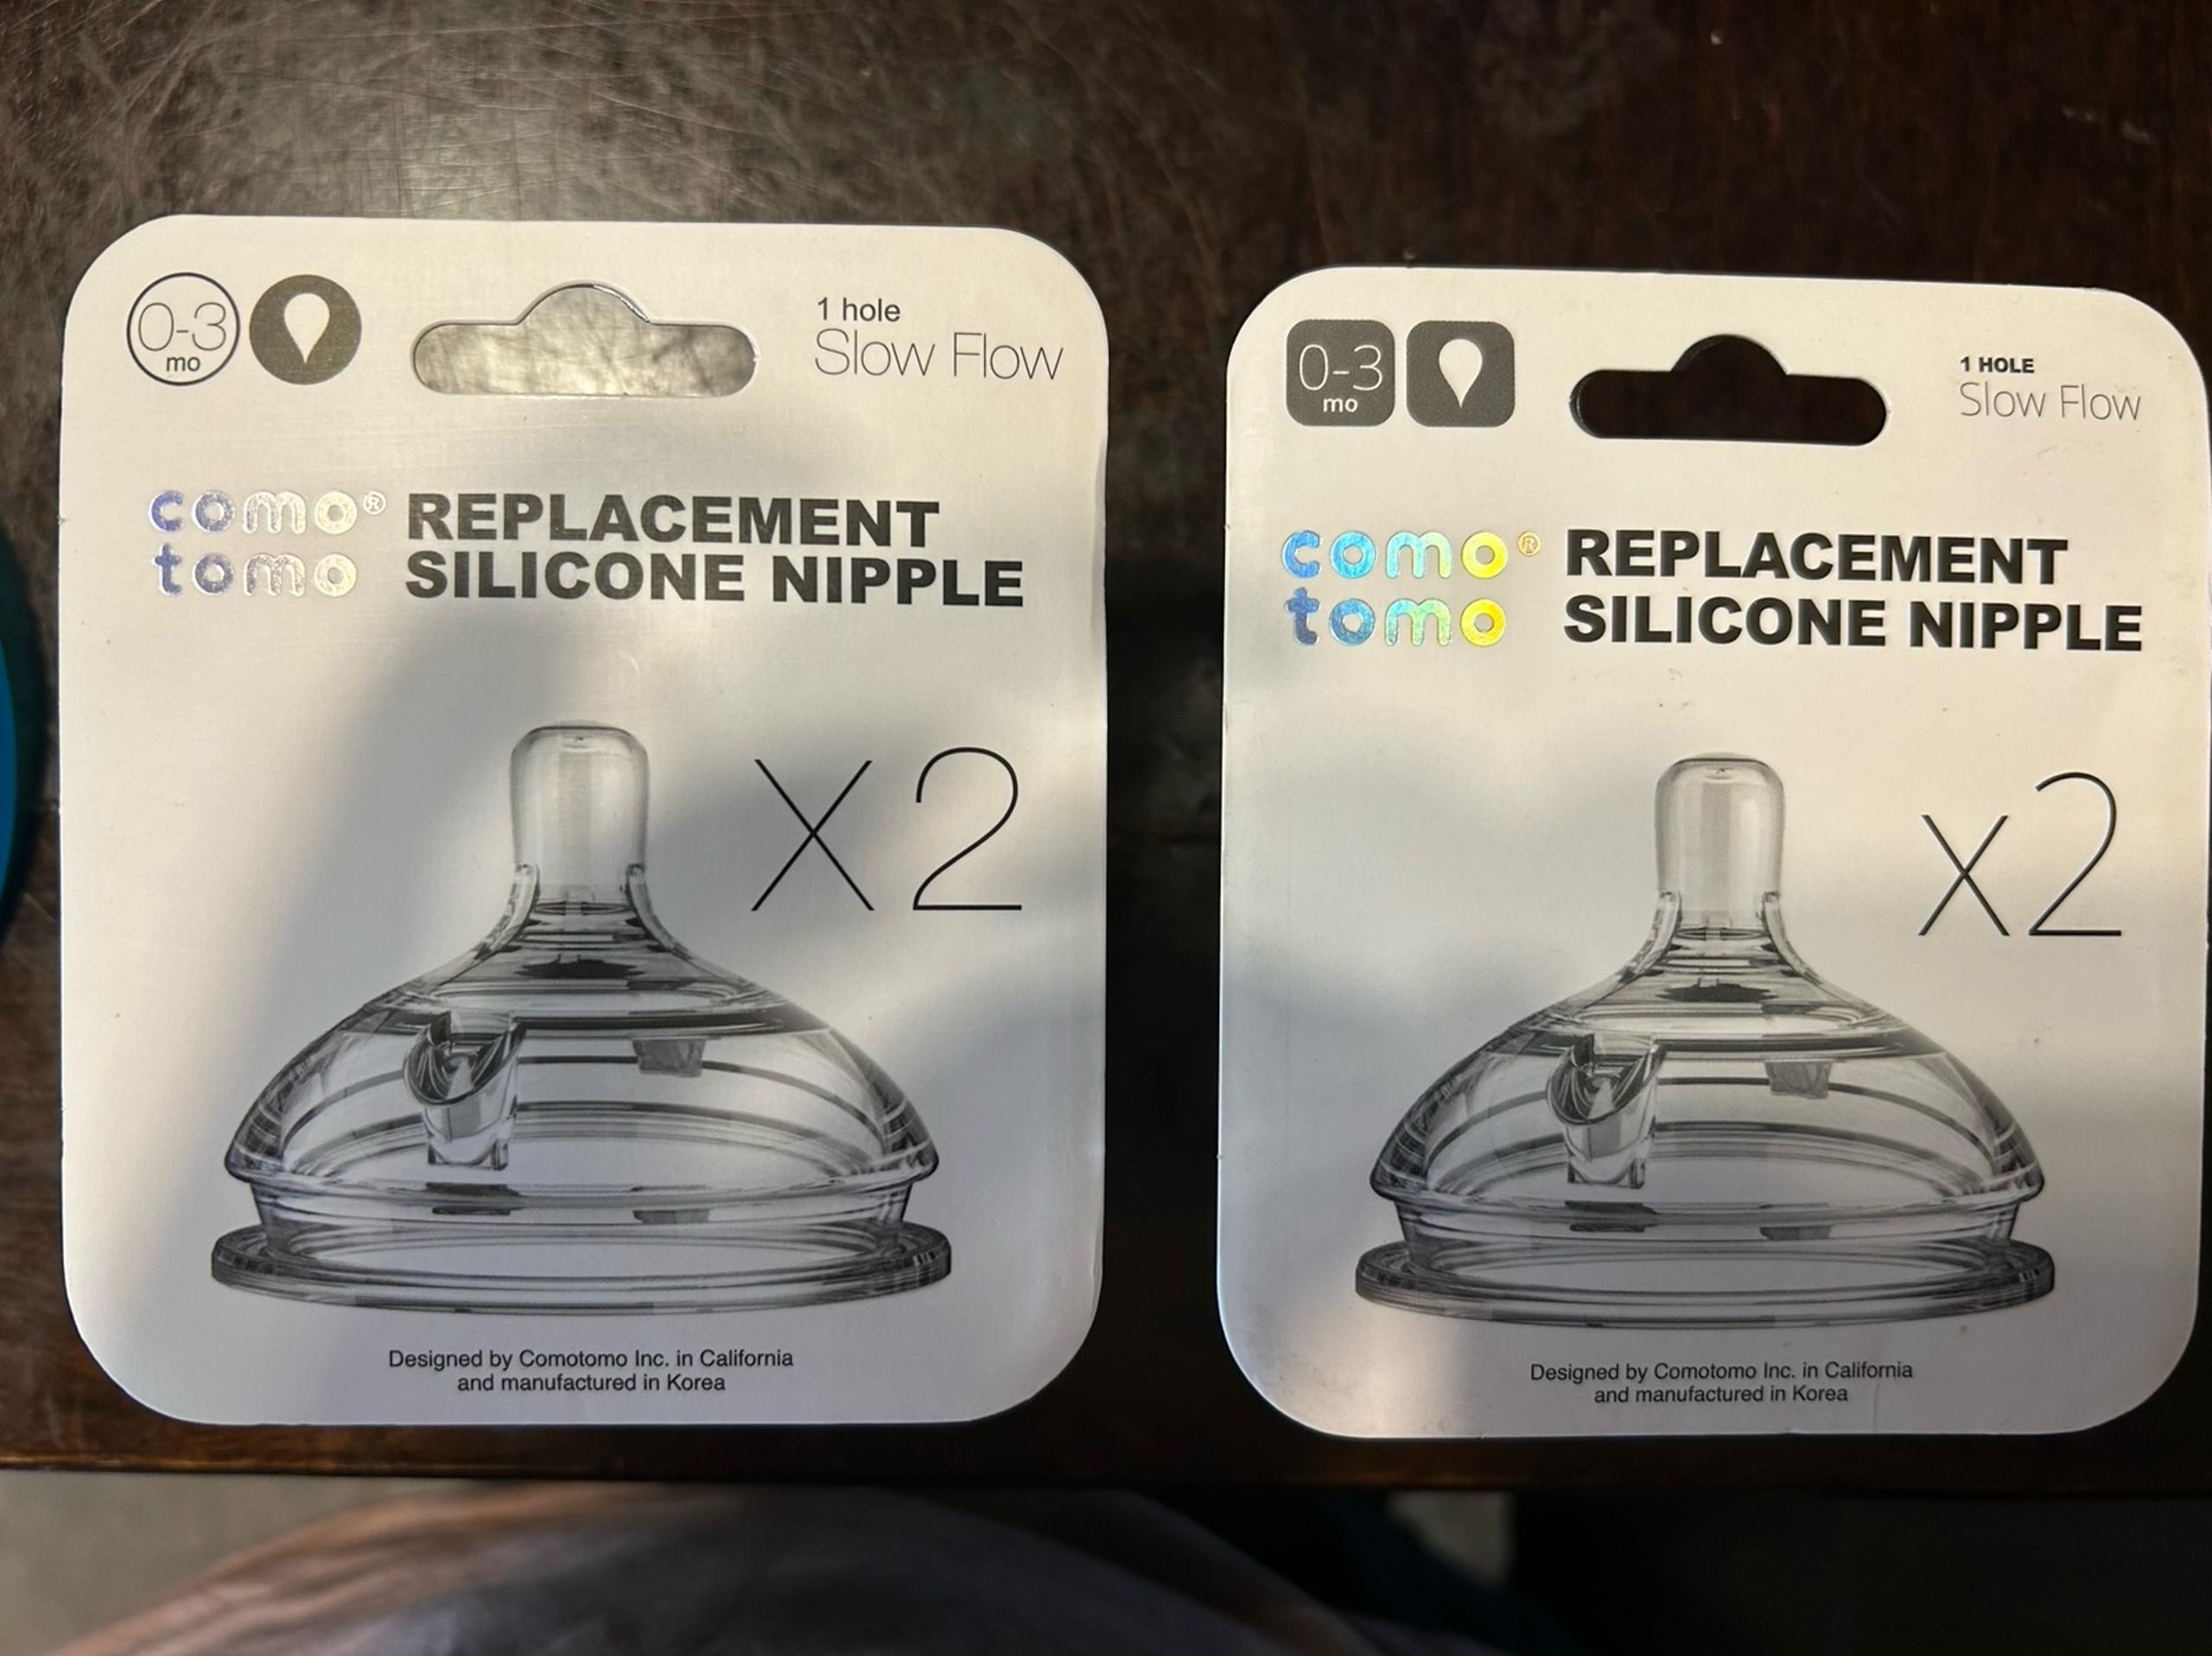 0-3
mo
1 hole
Slow Flow
como®
tomo
REPLACEMENT
SILICONE NIPPLE
X2
Designed by Comotomo Inc. in California
and manufactured in Korea
0-3
mo
1 HOLE
Slow Flow
como®
tomo
REPLACEMENT
SILICONE NIPPLE
x2
Designed by Comotomo Inc. in California
and manufactured in Korea